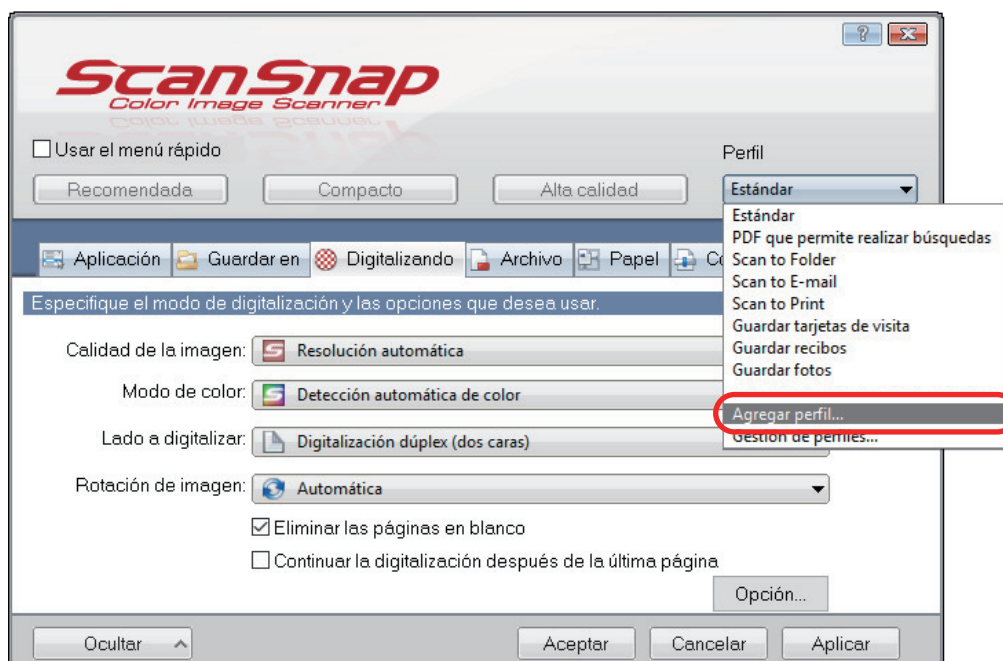 ScanSnap
Color Image Scanner
Usar el menú rápido
Perfil
Recomendada
Compacto
Alta calidad
Estándar
Estándar
PDF que permite realizar búsquedas
Scan to Folder
Scan to E-mail
Scan to Print
Guardar tarjetas de visita
Guardar recibos
Guardar fotos
Agregar perfil...
Gestión de perfiles...
Aplicación
Guardar en
Digitalizando
Archivo
Papel
Especifique el modo de digitalización y las opciones que desea usar.
Calidad de la imagen:
Resolución automática
Modo de color:
Detección automática de color
Lado a digitalizar:
Digitalización dúplex (dos caras)
Rotación de imagen:
Automática
Eliminar las páginas en blanco
Continuar la digitalización después de la última página
Opción...
Ocultar
Aceptar
Cancelar
Aplicar